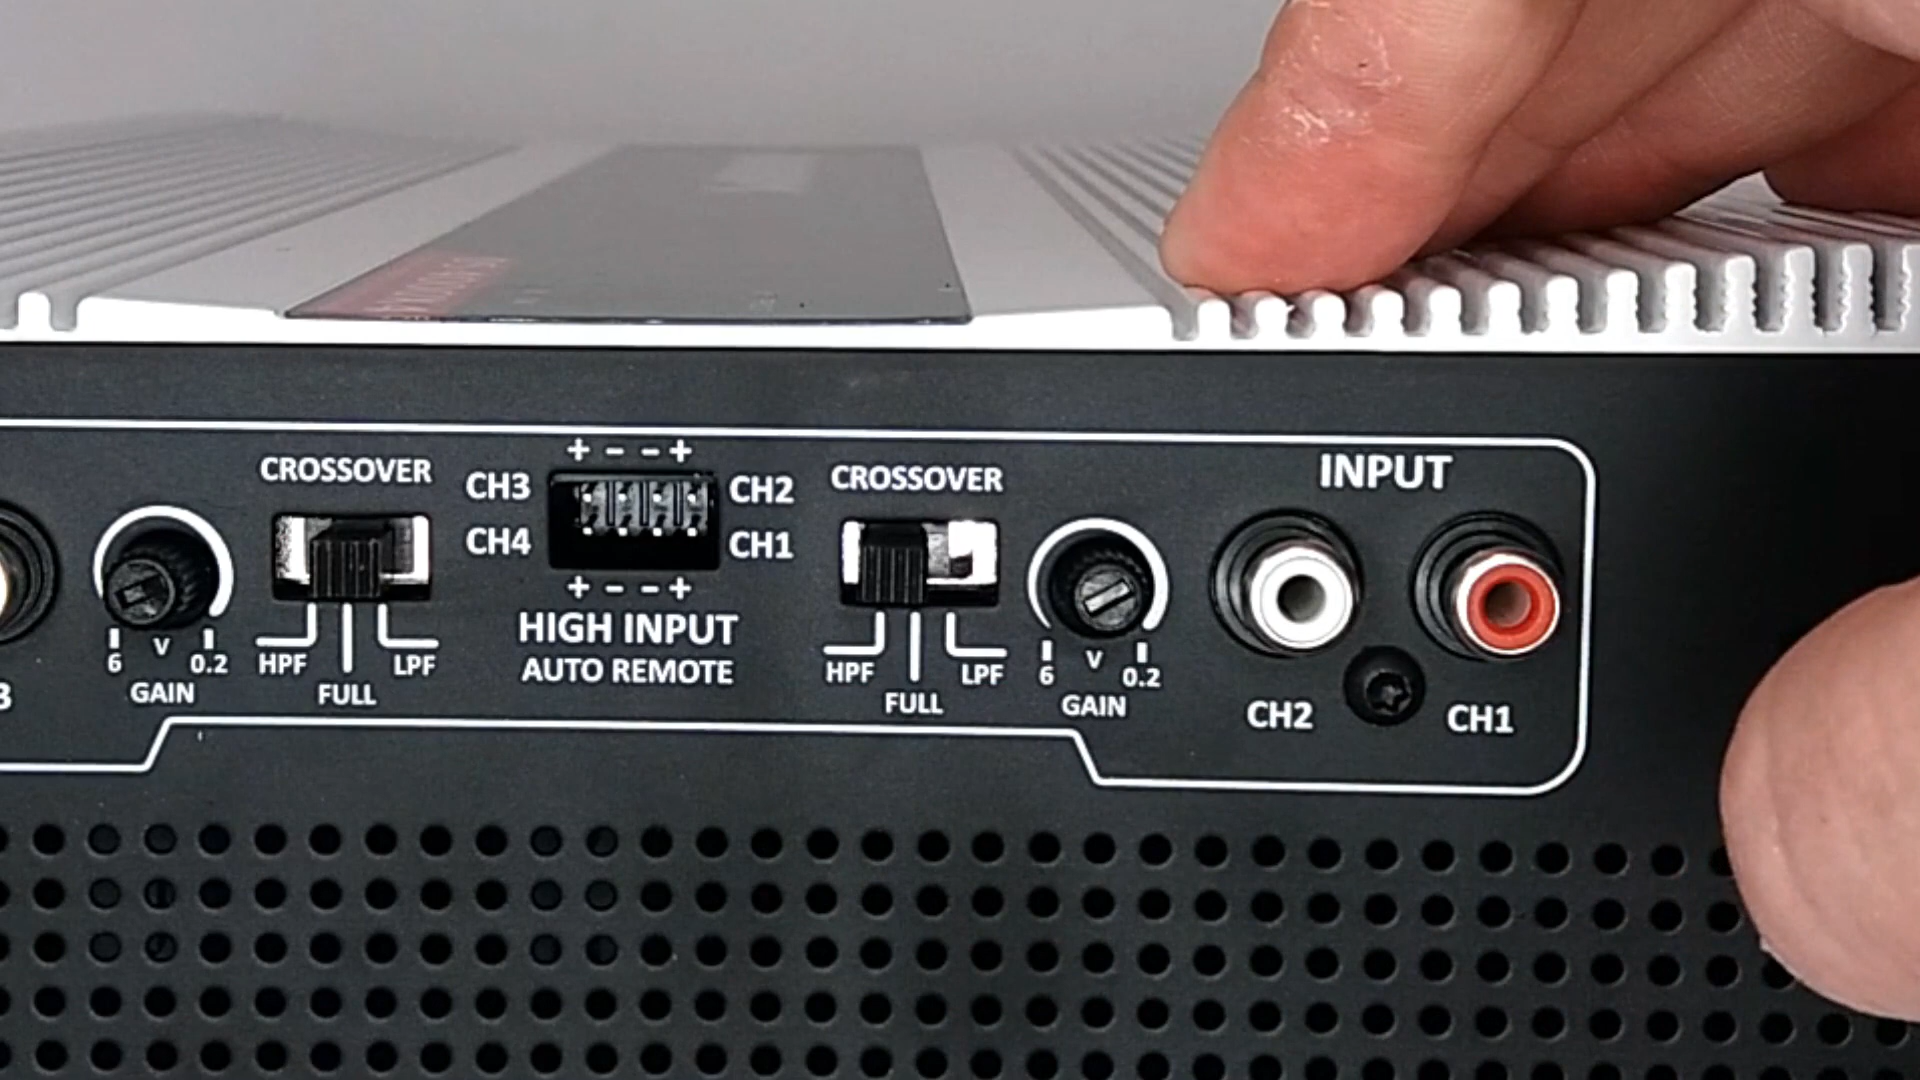 CROSSOVER
HPF
FULL
LPF
6
V
0.2
GAIN
3
+ - - +
CH3
CH4
CH2
CH1
+ - - +
HIGH INPUT
AUTO REMOTE
CROSSOVER
HPF
FULL
LPF
6
V
0.2
GAIN
INPUT
CH2
CH1